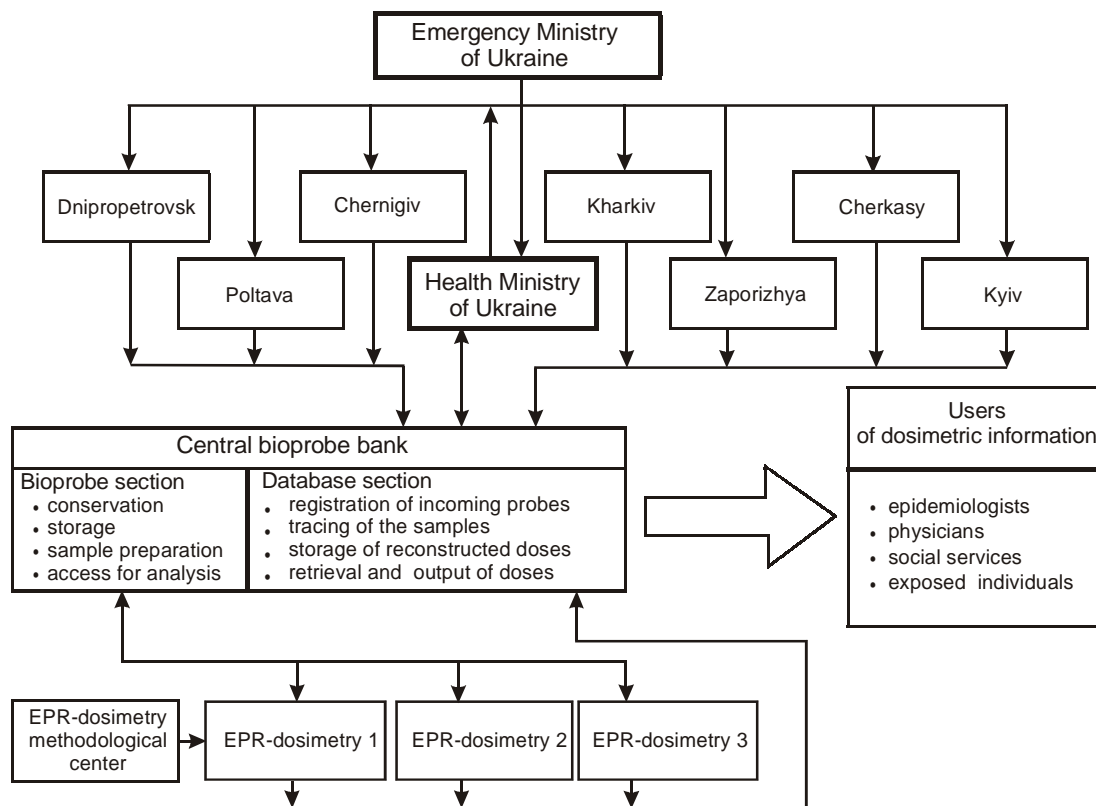 Emergency Ministry
of Ukraine
Dnipropetrovsk
Chernigiv
Kharkiv
Cherkasy
Poltava
Health Ministry
of Ukraine
Zaporizhya
Kyiv
Central bioprobe bank
Bioprobe section
• conservation
• storage
• sample preparation
• access for analysis
Database section
• registration of incoming probes
• tracing of the samples
• storage of reconstructed doses
• retrieval and output of doses
Users
of dosimetric information
• epidemiologists
• physicians
• social services
• exposed individuals
EPR-dosimetry
methodological
center
EPR-dosimetry 1
EPR-dosimetry 2
EPR-dosimetry 3